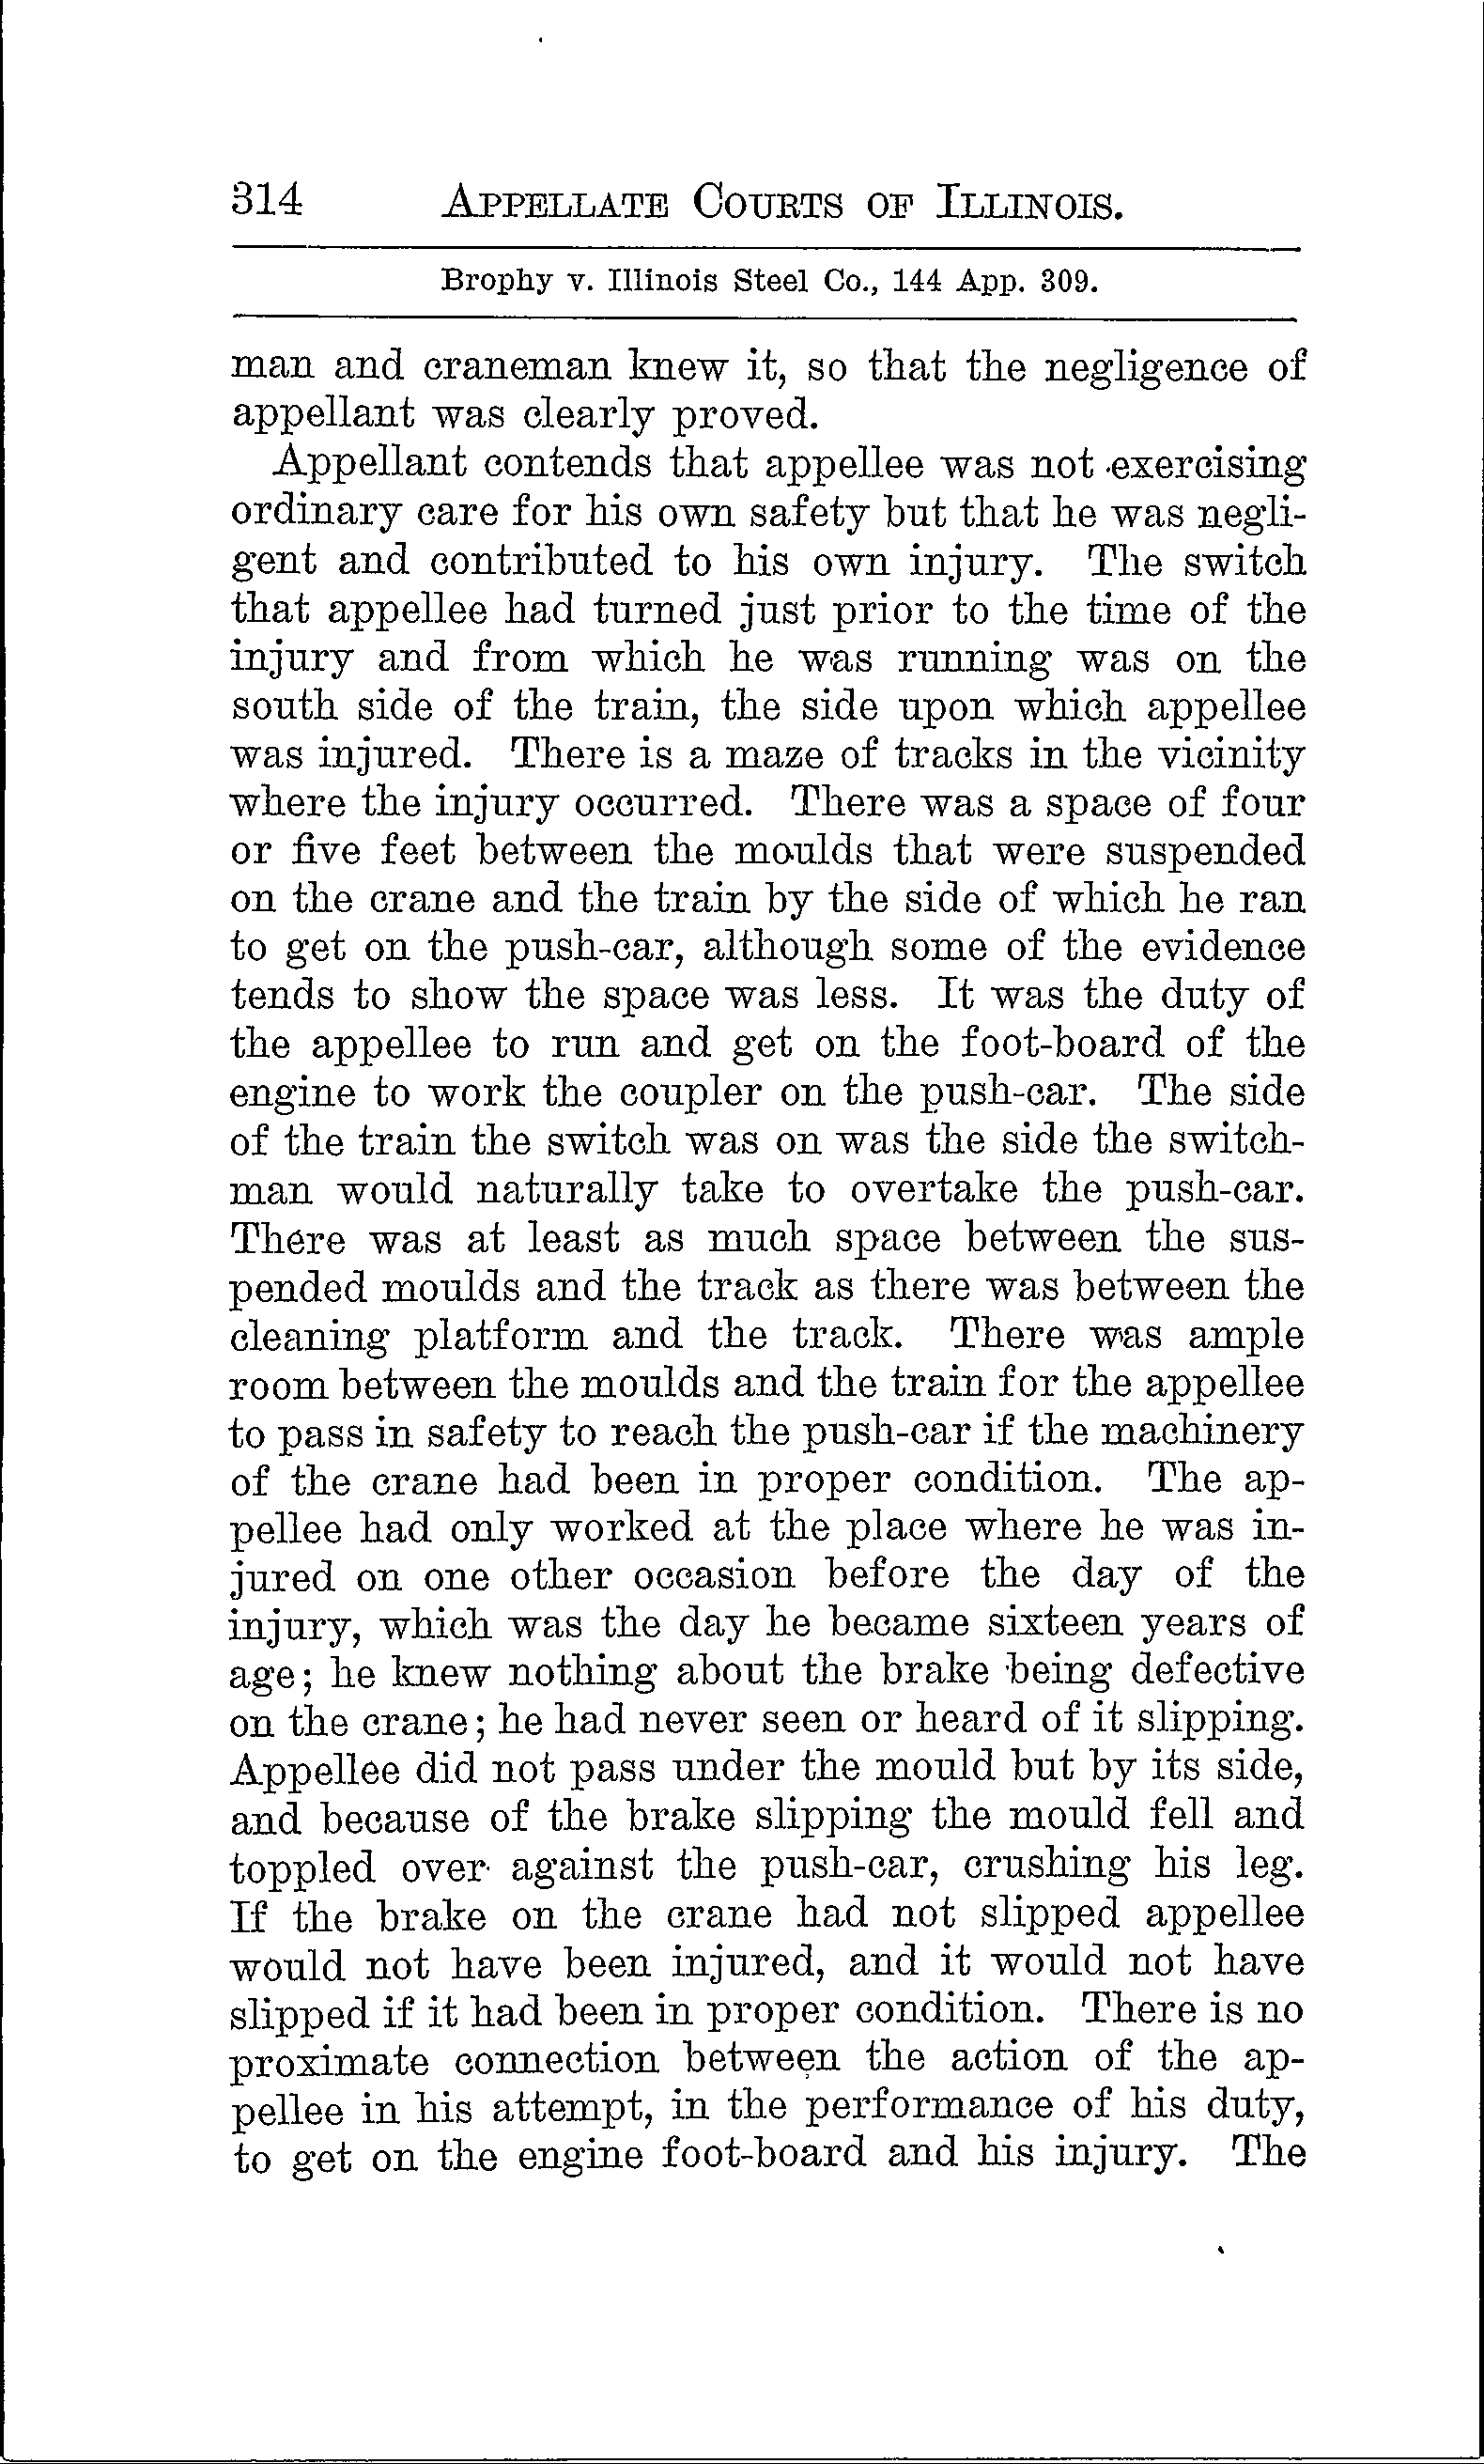 314 APPELLATE COURTS OF ILLINOIS.
Brophy v. Illinois Steel Co., 144 App. 309.
man and craneman knew it, so that the negligence of
appellant was clearly proved.
Appellant contends that appellee was not exercising
ordinary care for his own safety but that he was negli-
gent and contributed to his own injury. The switch
that appellee had turned just prior to the time of the
injury and from which he was running was on the
south side of the train, the side upon which appellee
was injured. There is a maze of tracks in the vicinity
where the injury occurred. There was a space of four
or five feet between the moulds that were suspended
on the crane and the train by the side of which he ran
to get on the push-car, although some of the evidence
tends to show the space was less. It was the duty of
the appellee to run and get on the foot-board of the
engine to work the coupler on the push-car. The side
of the train the switch was on was the side the switch-
man would naturally take to overtake the push-car.
There was at least as much space between the sus-
pended moulds and the track as there was between the
cleaning platform and the track. There was ample
room between the moulds and the train for the appellee
to pass in safety to reach the push-car if the machinery
of the crane had been in proper condition. The ap-
pellee had only worked at the place where he was in-
jured on one other occasion before the day of the
injury, which was the day he became sixteen years of
age; he knew nothing about the brake being defective
on the crane; he had never seen or heard of it slipping.
Appellee did not pass under the mould but by its side,
and because of the brake slipping the mould fell and
toppled over against the push-car, crushing his leg.
If the brake on the crane had not slipped appellee
would not have been injured, and it would not have
slipped if it had been in proper condition. There is no
proximate connection between the action of the ap-
pellee in his attempt, in the performance of his duty,
to get on the engine foot-board and his injury. The